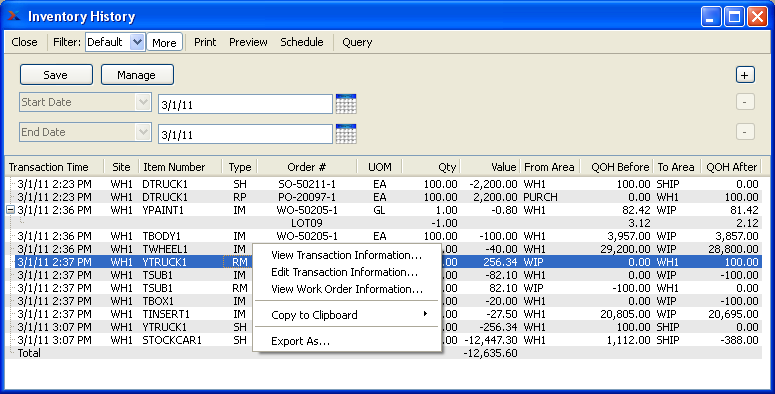 Inventory History
Close Filter: Default More Print Preview Schedule Query
Save Manage +
Start Date 3/1/11 -
End Date 3/1/11 -
Transaction Time Site Item Number Type Order # UOM Qty Value From Area QOH Before To Area QOH After
3/1/11 2:23 PM WH1 DTRUCK1 SH SO-50211-1 EA 100.00 -2,200.00 WH1 100.00 SHIP 0.00
3/1/11 2:23 PM WH1 DTRUCK1 RP PO-20097-1 EA 100.00 2,200.00 PURCH 0.00 WH1 100.00
3/1/11 2:36 PM WH1 YPAINT1 IM WO-50205-1 GL 1.00 -0.80 WH1 82.42 WIP 81.42
LOT09 -1.00 3.12 2.12
3/1/11 2:36 PM WH1 TBODY1 IM WO-50205-1 EA 100.00 -100.00 WH1 3,957.00 WIP 3,857.00
3/1/11 2:36 PM WH1 TWHEEL1 IM .00 -40.00 WH1 29,200.00 WIP 28,800.00
3/1/11 2:37 PM WH1 YTRUCK1 RM .00 256.34 WIP 0.00 WH1 100.00
3/1/11 2:37 PM WH1 TSUB1 IM .00 -82.10 WH1 0.00 WIP -100.00
3/1/11 2:37 PM WH1 TSUB1 RM .00 82.10 WIP -100.00 WH1 0.00
3/1/11 2:37 PM WH1 TBOX1 IM .00 -20.00 WH1 0.00 WIP -100.00
3/1/11 2:37 PM WH1 TINSERT1 IM .00 -27.50 WH1 20,805.00 WIP 20,695.00
3/1/11 3:07 PM WH1 YTRUCK1 SH .00 -256.34 WH1 100.00 SHIP 0.00
3/1/11 3:07 PM WH1 STOCKCAR1 SH .00 -12,447.30 WH1 1,112.00 SHIP -388.00
Total -12,635.60
View Transaction Information...
Edit Transaction Information...
View Work Order Information...
Copy to Clipboard
Export As...